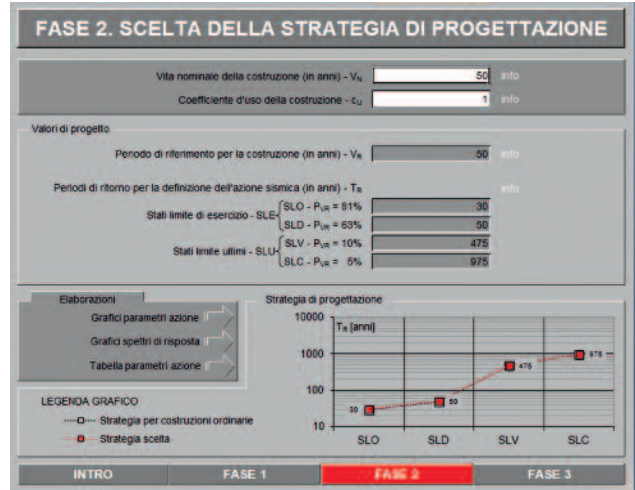 FASE 2. SCELTA DELLA STRATEGIA DI PROGETTAZIONE
Vita nominale della costruzione (in anni) - VN 50 info
Coefficiente d'uso della costruzione - cU 1 info
Valori di progetto
Periodo di riferimento per la costruzione (in anni) - VR 50 info
Periodi di ritorno per la definizione dell'azione sismica (in anni) - TR info
Stati limite di esercizio - SLE
SLO - PVR = 81% 30
SLD - PVR = 63% 50
Stati limite ultimi - SLU
SLV - PVR = 10% 475
SLC - PVR = 5% 975
Elaborazioni
Grafici parametri azione
Grafici spettri di risposta
Tabella parametri azione
LEGENDA GRAFICO
Strategia per costruzioni ordinarie
Strategia scelta
Strategia di progettazione
TR [anni]
10000
1000
100
10
30
50
475
975
SLO SLD SLV SLC
INTRO FASE 1 FASE 2 FASE 3